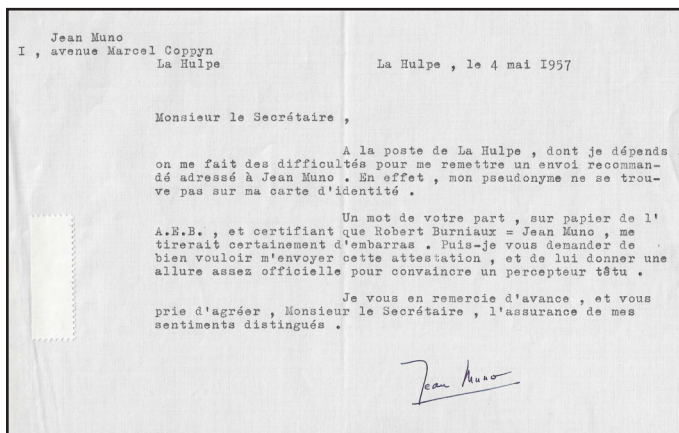 Jean Muno
I , avenue Marcel Coppyn
La Hulpe
La Hulpe , le 4 mai I957
Monsieur le Secrétaire ,
A la poste de La Hulpe , dont je dépends
on me fait des difficultés pour me remettre un envoi recomman-
dé adressé à Jean Muno . En effet , mon pseudonyme ne se trou-
ve pas sur ma carte d'identité .
Un mot de votre part , sur papier de l'
A.E.B. , et certifiant que Robert Burniaux = Jean Muno , me
tirerait certainement d'embarras . Puis-je vous demander de
bien vouloir m'envoyer cette attestation , et de lui donner une
allure assez officielle pour convaincre un percepteur têtu .
Je vous en remercie d'avance , et vous
prie d'agréer , Monsieur le Secrétaire , l'assurance de mes
sentiments distingués .
Jean Muno